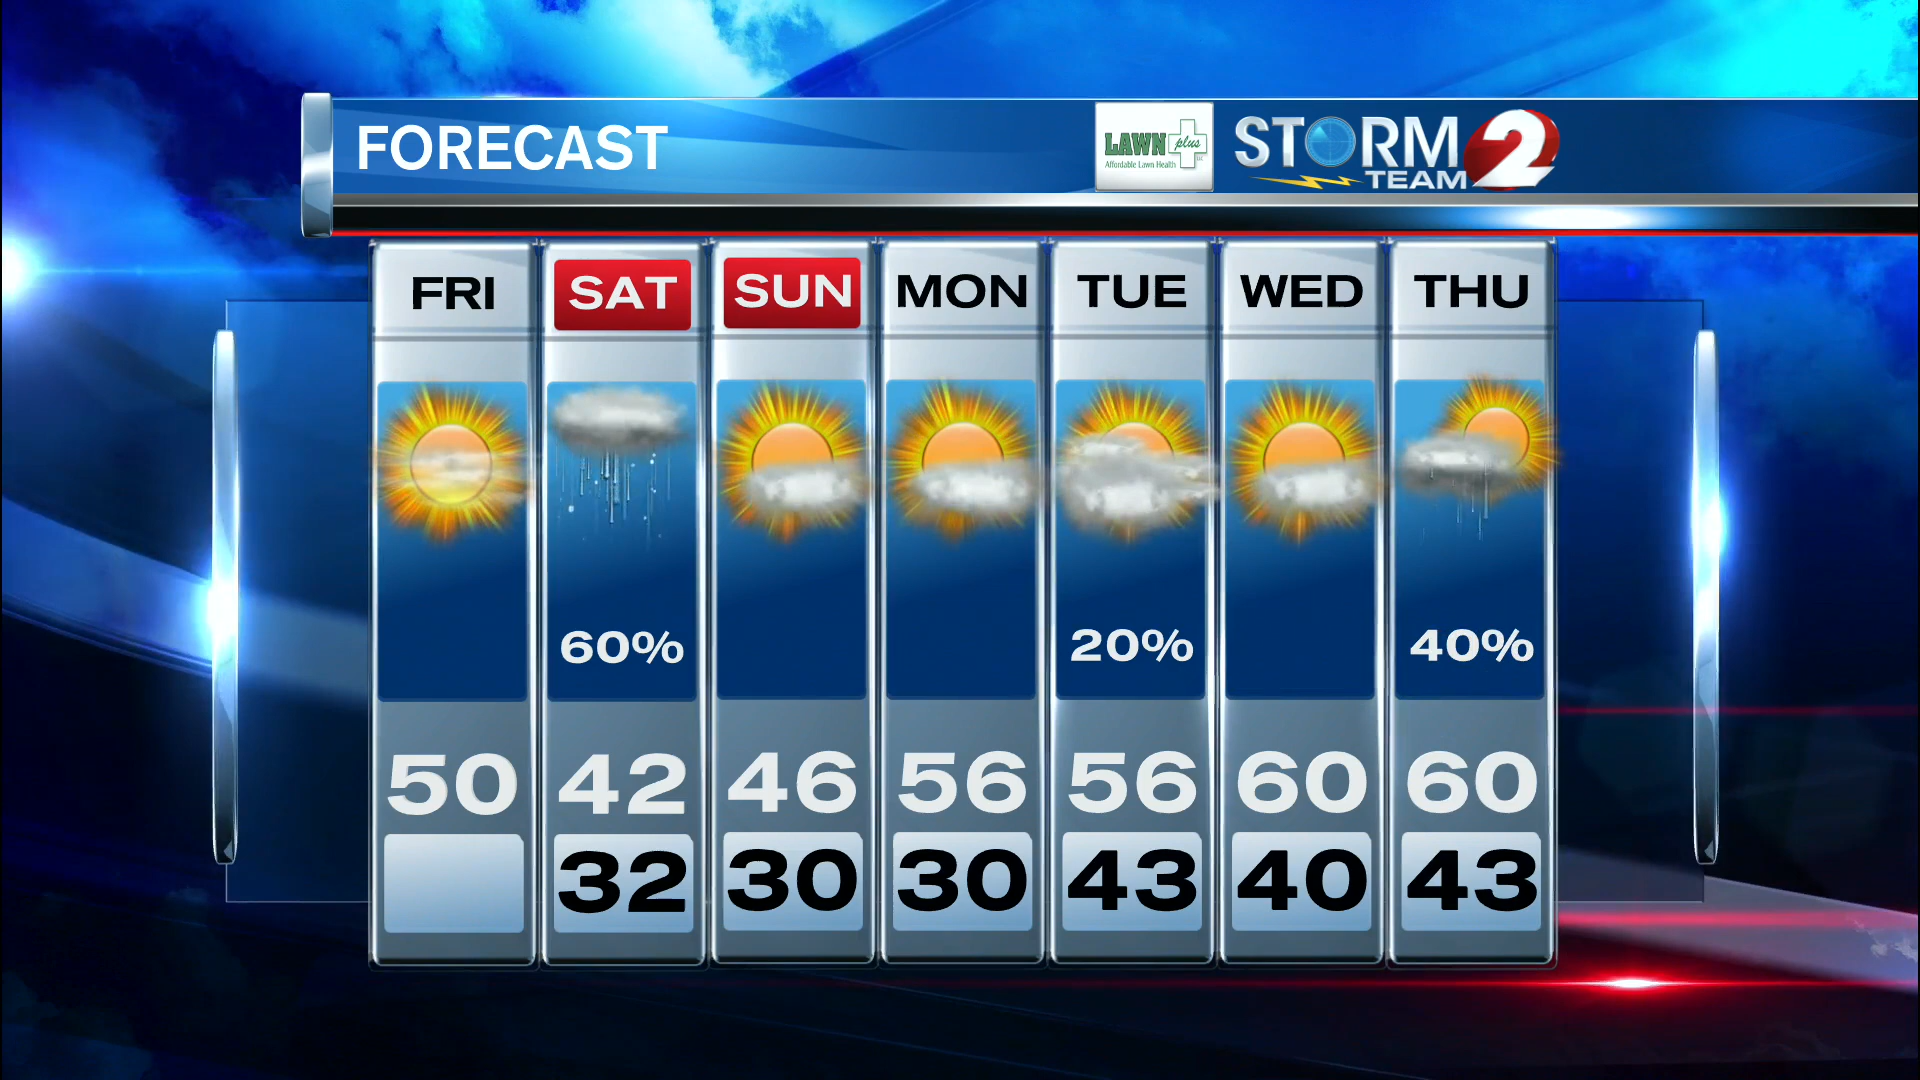 FORECAST
LAWN plus
Affordable Lawn Health
STORM
TEAM 2
FRI SAT SUN MON TUE WED THU
60% 20% 40%
50 42 46 56 56 60 60
32 30 30 43 40 43